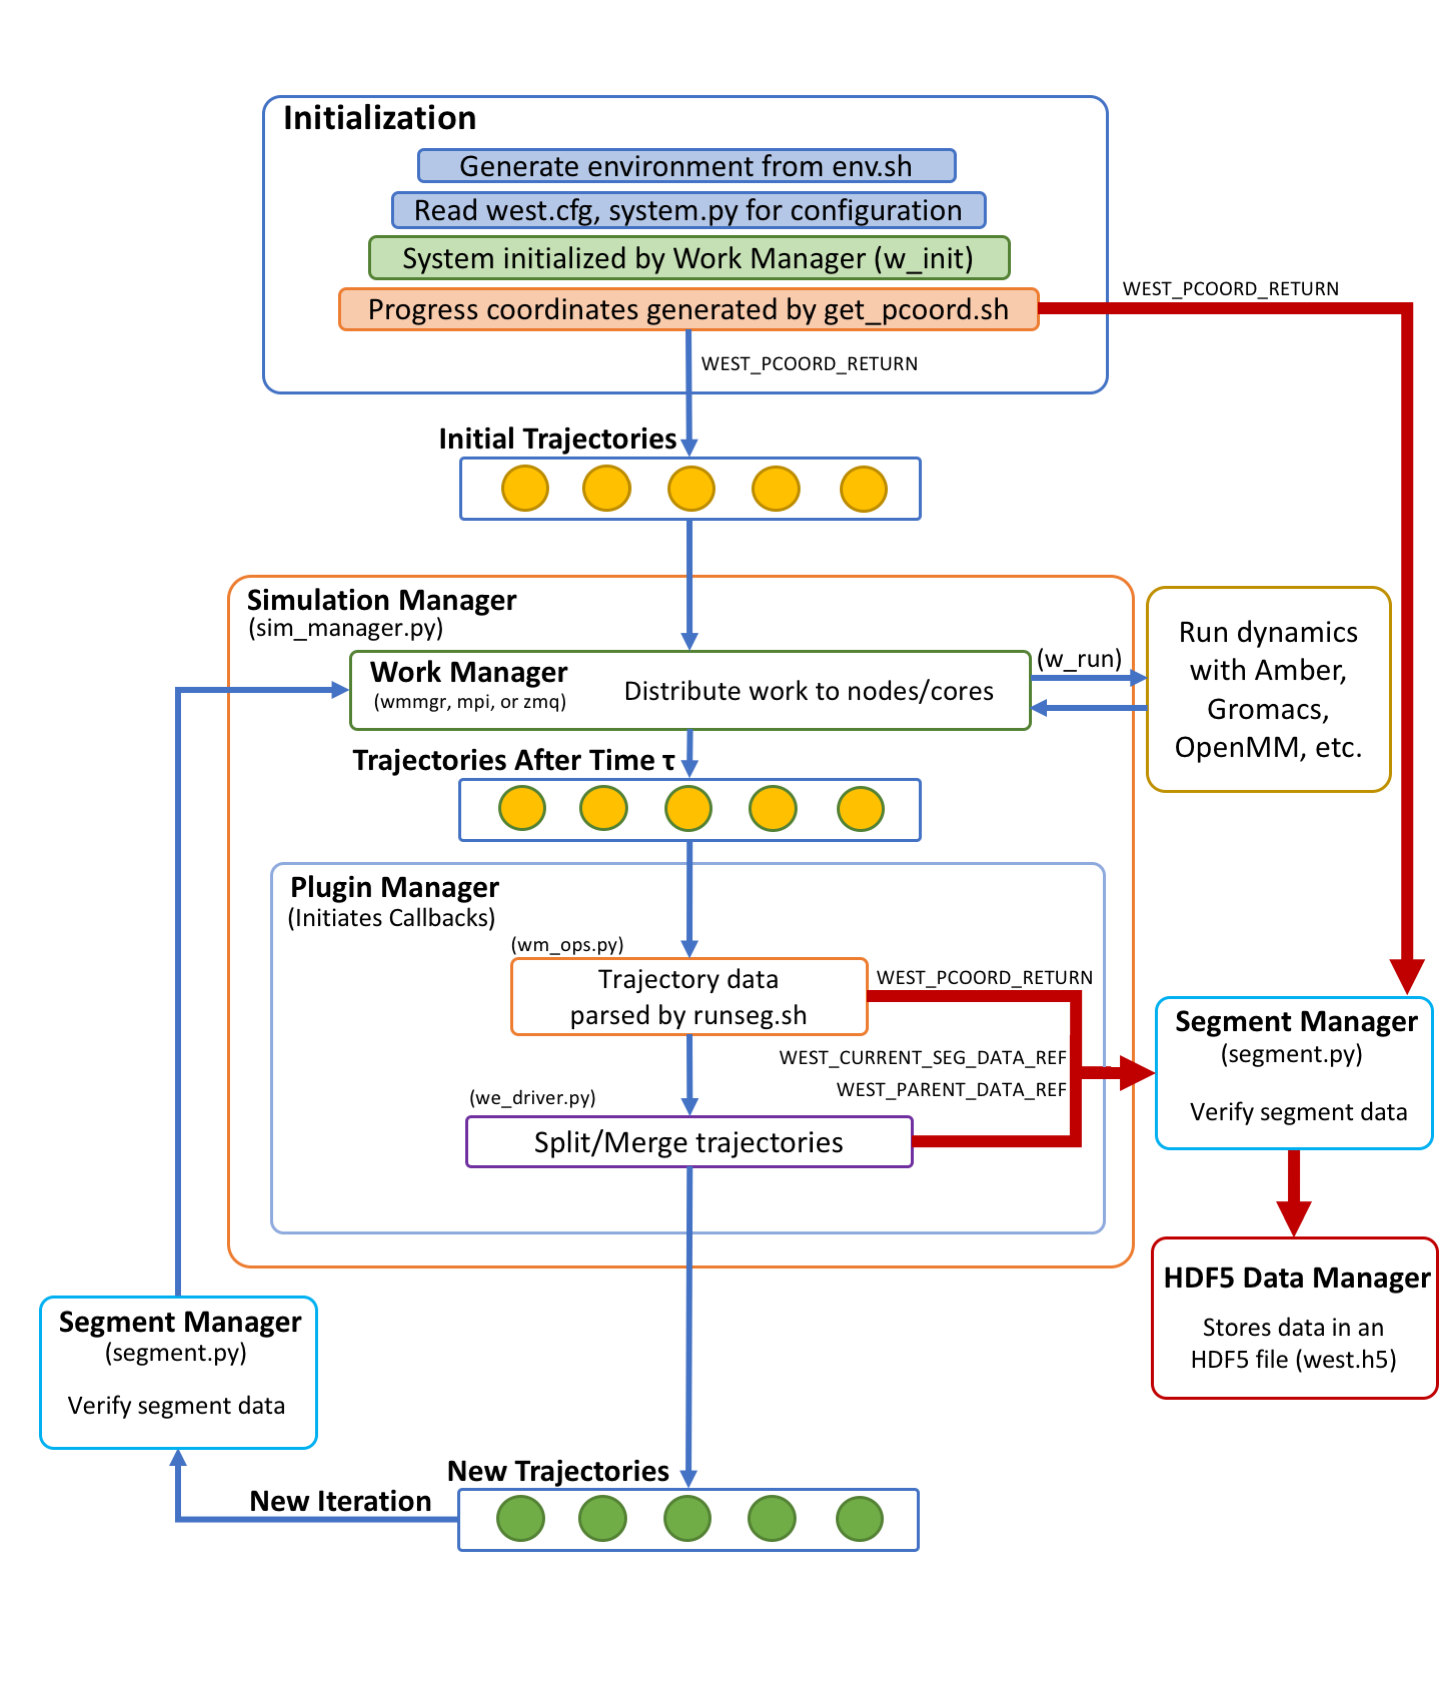 Initialization
Generate environment from env.sh
Read west.cfg, system.py for configuration
System initialized by Work Manager (w_init)
Progress coordinates generated by get_pcoord.sh
WEST_PCOORD_RETURN
WEST_PCOORD_RETURN
Initial Trajectories
Simulation Manager
(sim_manager.py)
Work Manager
(wmmgr, mpi, or zmq)
Distribute work to nodes/cores
(w_run)
Run dynamics
with Amber,
Gromacs,
OpenMM, etc.
Trajectories After Time τ
Plugin Manager
(Initiates Callbacks)
(wm_ops.py)
Trajectory data
parsed by runseg.sh
WEST_PCOORD_RETURN
WEST_CURRENT_SEG_DATA_REF
WEST_PARENT_DATA_REF
(we_driver.py)
Split/Merge trajectories
Segment Manager
(segment.py)
Verify segment data
HDF5 Data Manager
Stores data in an
HDF5 file (west.h5)
Segment Manager
(segment.py)
Verify segment data
New Trajectories
New Iteration